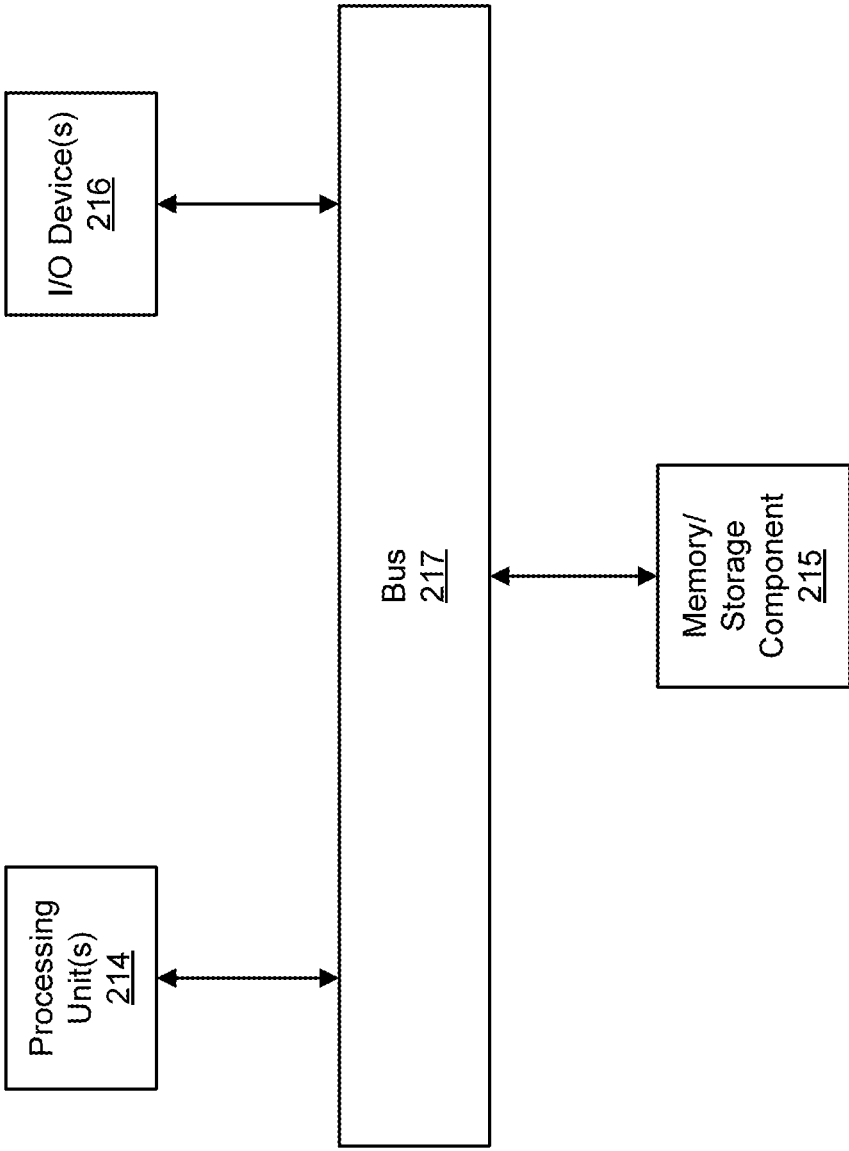 Processing
Unit(s)
214
I/O Device(s)
216
Bus
217
Memory/
Storage
Component
215